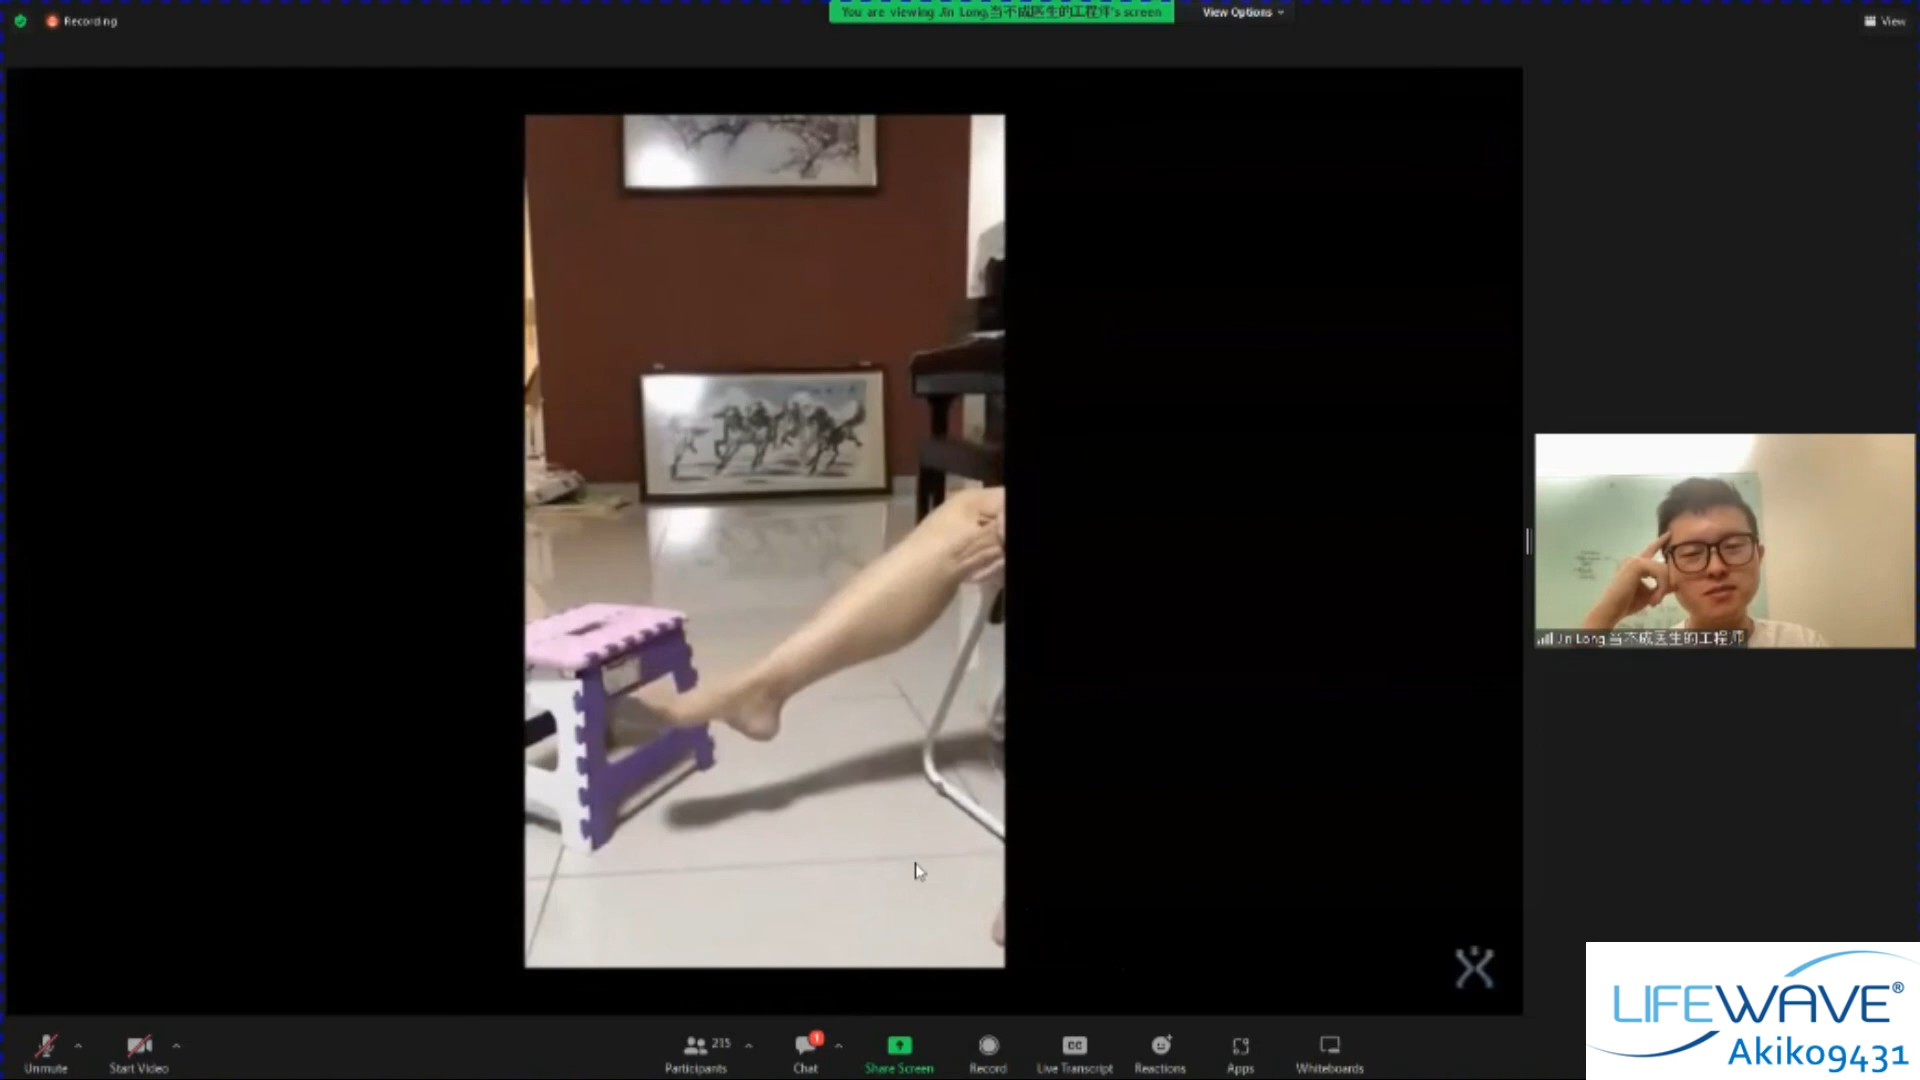 Recording
You are viewing Jin Long 当不成医生的工程师's screen
View Options
View
Jin Long 当不成医生的工程师
Unmute
Start Video
215
Participants
1
Chat
Share Screen
Record
CC
Live Transcript
Reactions
Apps
Whiteboards
LIFEWAVE®
Akiko9431